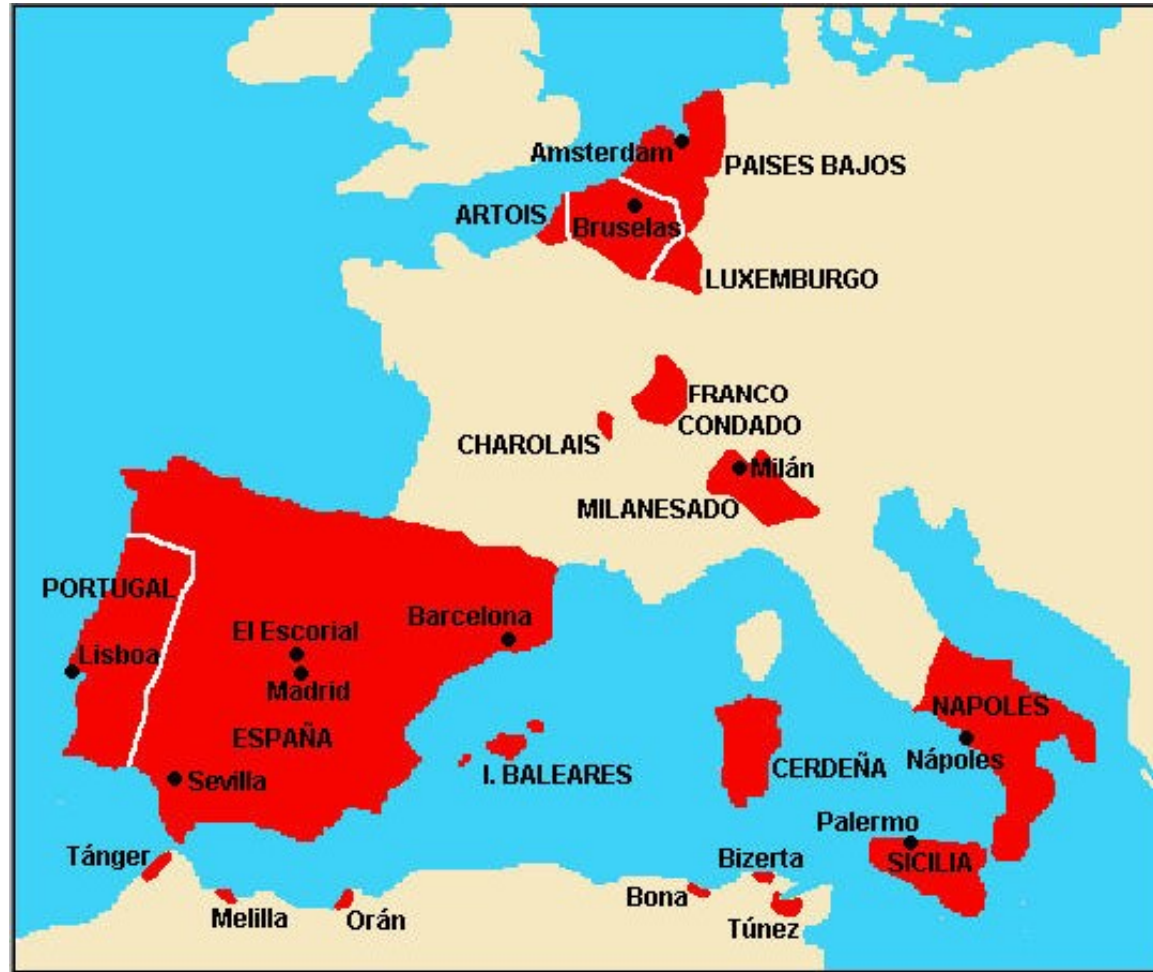 Amsterdam
PAISES BAJOS
ARTOIS
Bruselas
LUXEMBURGO
FRANCO
CONDADO
CHAROLAIS
Milán
MILANESADO
PORTUGAL
Barcelona
El Escorial
Lisboa
Madrid
NAPOLES
ESPAÑA
Nápoles
I. BALEARES
CERDEÑA
Sevilla
Palermo
Tánger
Bizerta
SICILIA
Melilla
Orán
Bona
Túnez